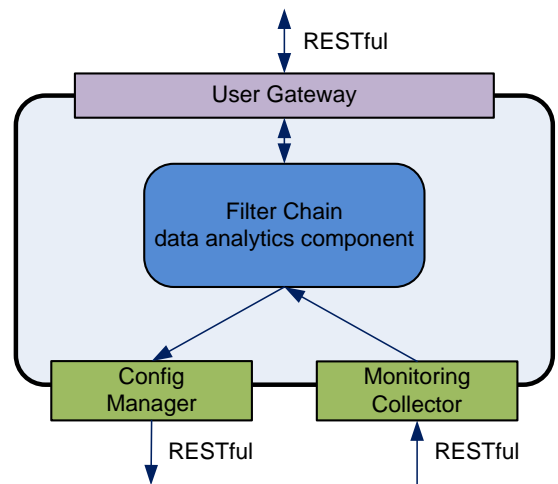 RESTful
User Gateway
Filter Chain
data analytics component
Config
Manager
Monitoring
Collector
RESTful
RESTful